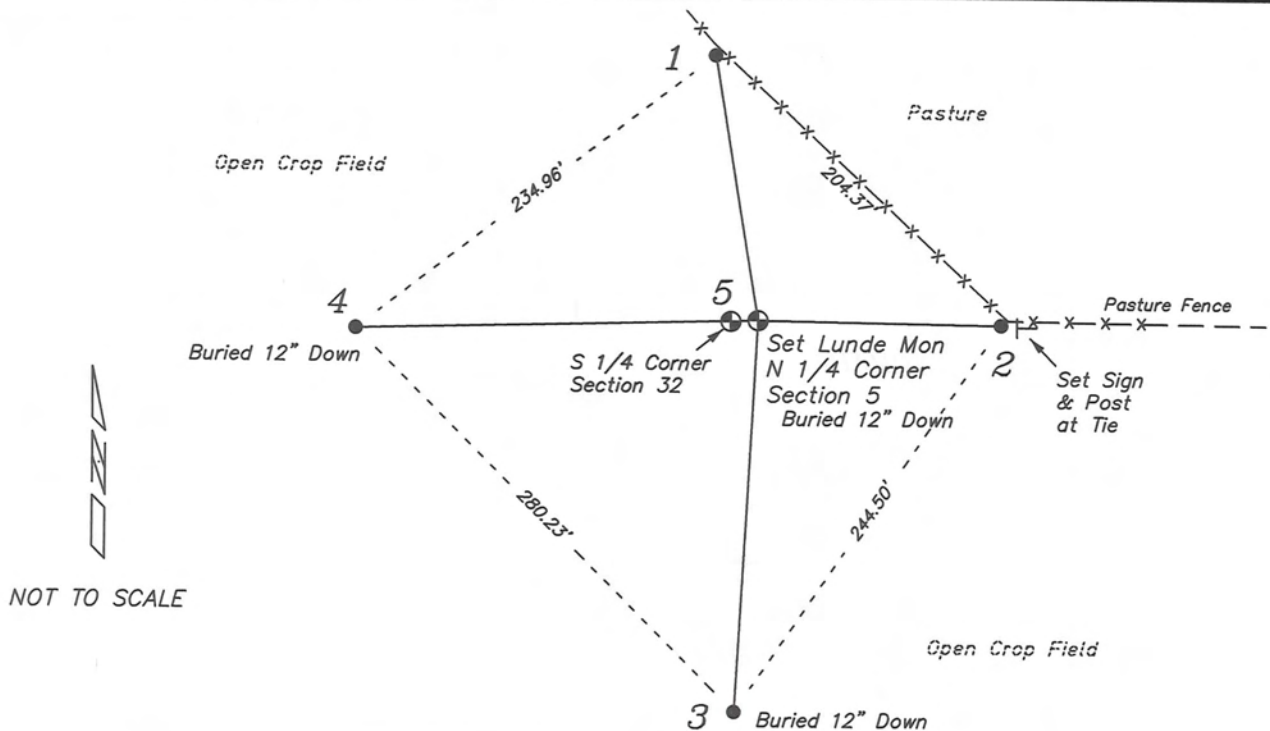 1
Pasture
Open Crop Field
234.96'
204.37'
4
5
Pasture Fence
Buried 12" Down
S 1/4 Corner
Section 32
Set Lunde Mon
N 1/4 Corner
Section 5
Buried 12" Down
2
Set Sign
& Post
at Tie
N
280.23'
244.50'
NOT TO SCALE
Open Crop Field
3
Buried 12" Down